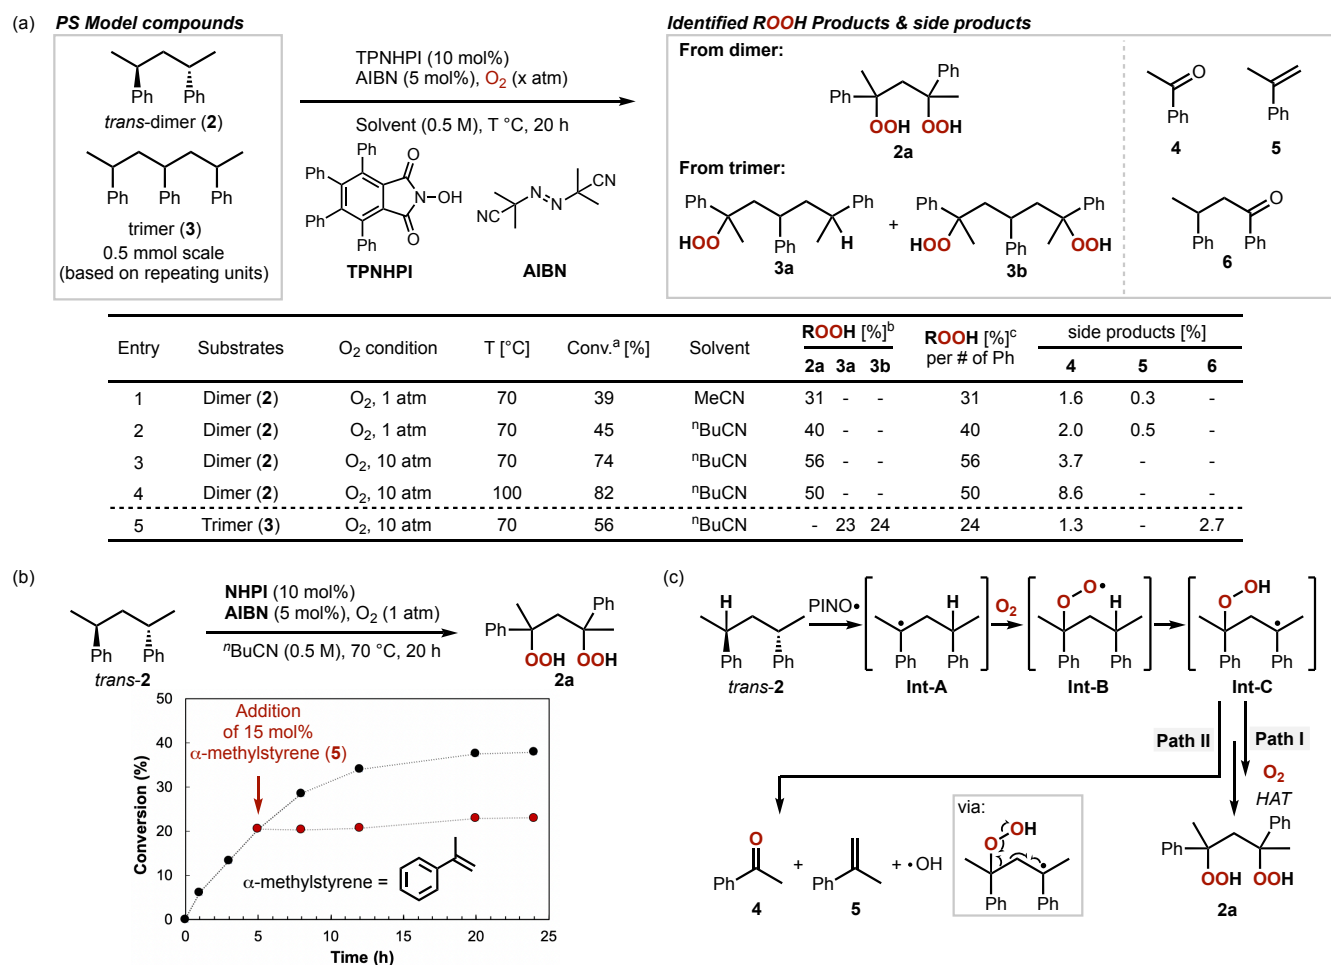 (a) PS Model compounds
Identified ROOH Products & side products
Ph Ph
trans-dimer (2)
Ph Ph Ph
trimer (3)
0.5 mmol scale
(based on repeating units)
TPNHPI (10 mol%)
AIBN (5 mol%), O2 (x atm)
Solvent (0.5 M), T °C, 20 h
Ph
Ph O
N OH
Ph O
Ph
TPNHPI
CN
N N
NC
AIBN
From dimer:
Ph
Ph
OOH OOH
2a
From trimer:
Ph Ph
HOO Ph H
3a
+
Ph Ph
HOO Ph OOH
3b
O
Ph
4
Ph
5
O
Ph Ph
6
Entry Substrates O2 condition T [°C] Conv.a [%] Solvent ROOH [%]b ROOH [%]c per # of Ph side products [%]
2a 3a 3b 4 5 6
1 Dimer (2) O2, 1 atm 70 39 MeCN 31 - - 31 1.6 0.3 -
2 Dimer (2) O2, 1 atm 70 45 nBuCN 40 - - 40 2.0 0.5 -
3 Dimer (2) O2, 10 atm 70 74 nBuCN 56 - - 56 3.7 - -
4 Dimer (2) O2, 10 atm 100 82 nBuCN 50 - - 50 8.6 - -
5 Trimer (3) O2, 10 atm 70 56 nBuCN - 23 24 24 1.3 - 2.7
(b)
Ph Ph
trans-2
NHPI (10 mol%)
AIBN (5 mol%), O2 (1 atm)
nBuCN (0.5 M), 70 °C, 20 h
Ph
Ph
OOH OOH
2a
50
40
30
20
10
0
Conversion (%)
Addition
of 15 mol%
α-methylstyrene (5)
α-methylstyrene =
0 5 10 15 20 25
Time (h)
(c)
H
Ph Ph
trans-2
PINO•
H
Ph Ph
Int-A
O2
O O• H
Ph Ph
Int-B
O OH
Ph Ph
Int-C
Path II
Path I
O2
HAT
O
Ph
4
+
Ph
5
+ •OH
via:
O OH
Ph Ph
Ph
Ph
OOH OOH
2a